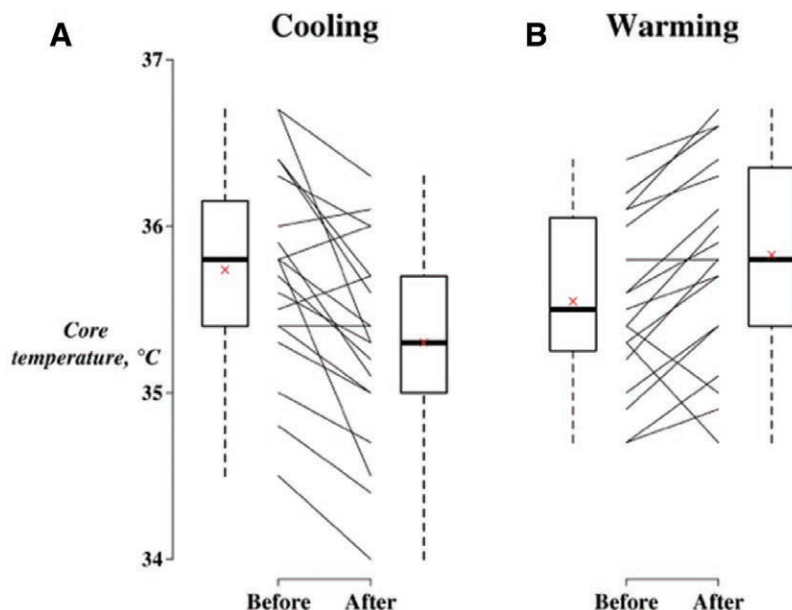 A
Cooling
B
Warming
37
36
Core
temperature, °C
35
34
Before
After
Before
After